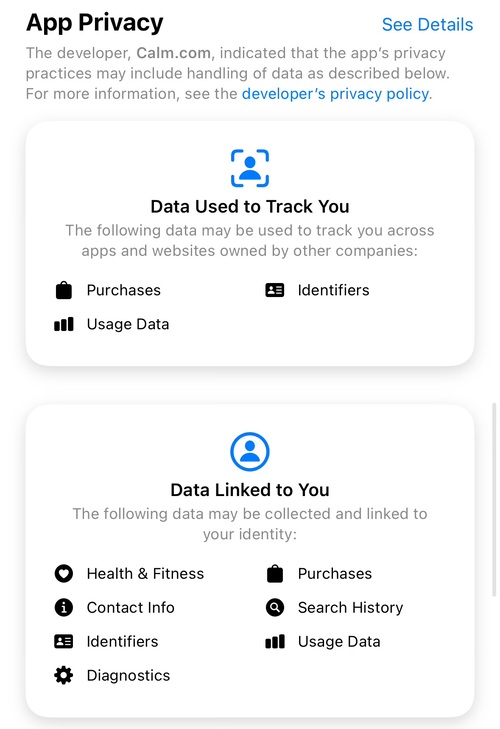 App Privacy
See Details
The developer, Calm.com, indicated that the app's privacy
practices may include handling of data as described below.
For more information, see the developer's privacy policy.
Data Used to Track You
The following data may be used to track you across
apps and websites owned by other companies:
Purchases
Identifiers
Usage Data
Data Linked to You
The following data may be collected and linked to
your identity:
Health & Fitness
Purchases
Contact Info
Search History
Identifiers
Usage Data
Diagnostics